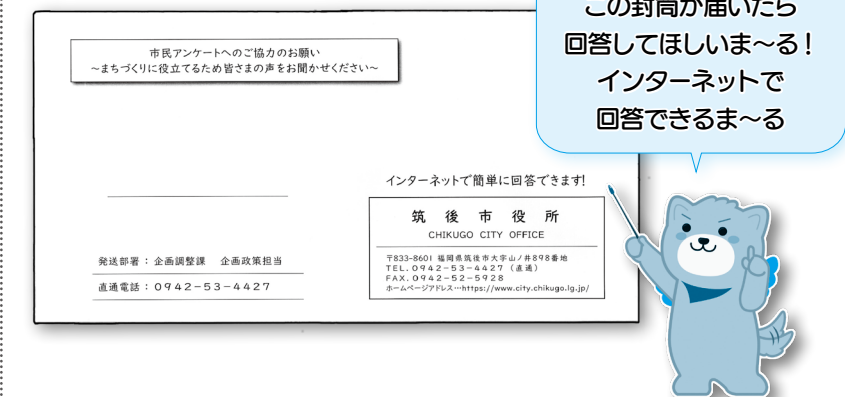 この封筒が届いたら
回答してほしいま〜る！
インターネットで
回答できるま〜る
市民アンケートへのご協力のお願い
〜まちづくりに役立てるため皆さまの声をお聞かせください〜
インターネットで簡単に回答できます!
筑後市役所
CHIKUGO CITY OFFICE
〒833-8601 福岡県筑後市大字山ノ井898番地
TEL.0942-53-4427（直通）
FAX.0942-52-5928
ホームページアドレス…https://www.city.chikugo.lg.jp/
発送部署：企画調整課　企画政策担当
直通電話：0942-53-4427